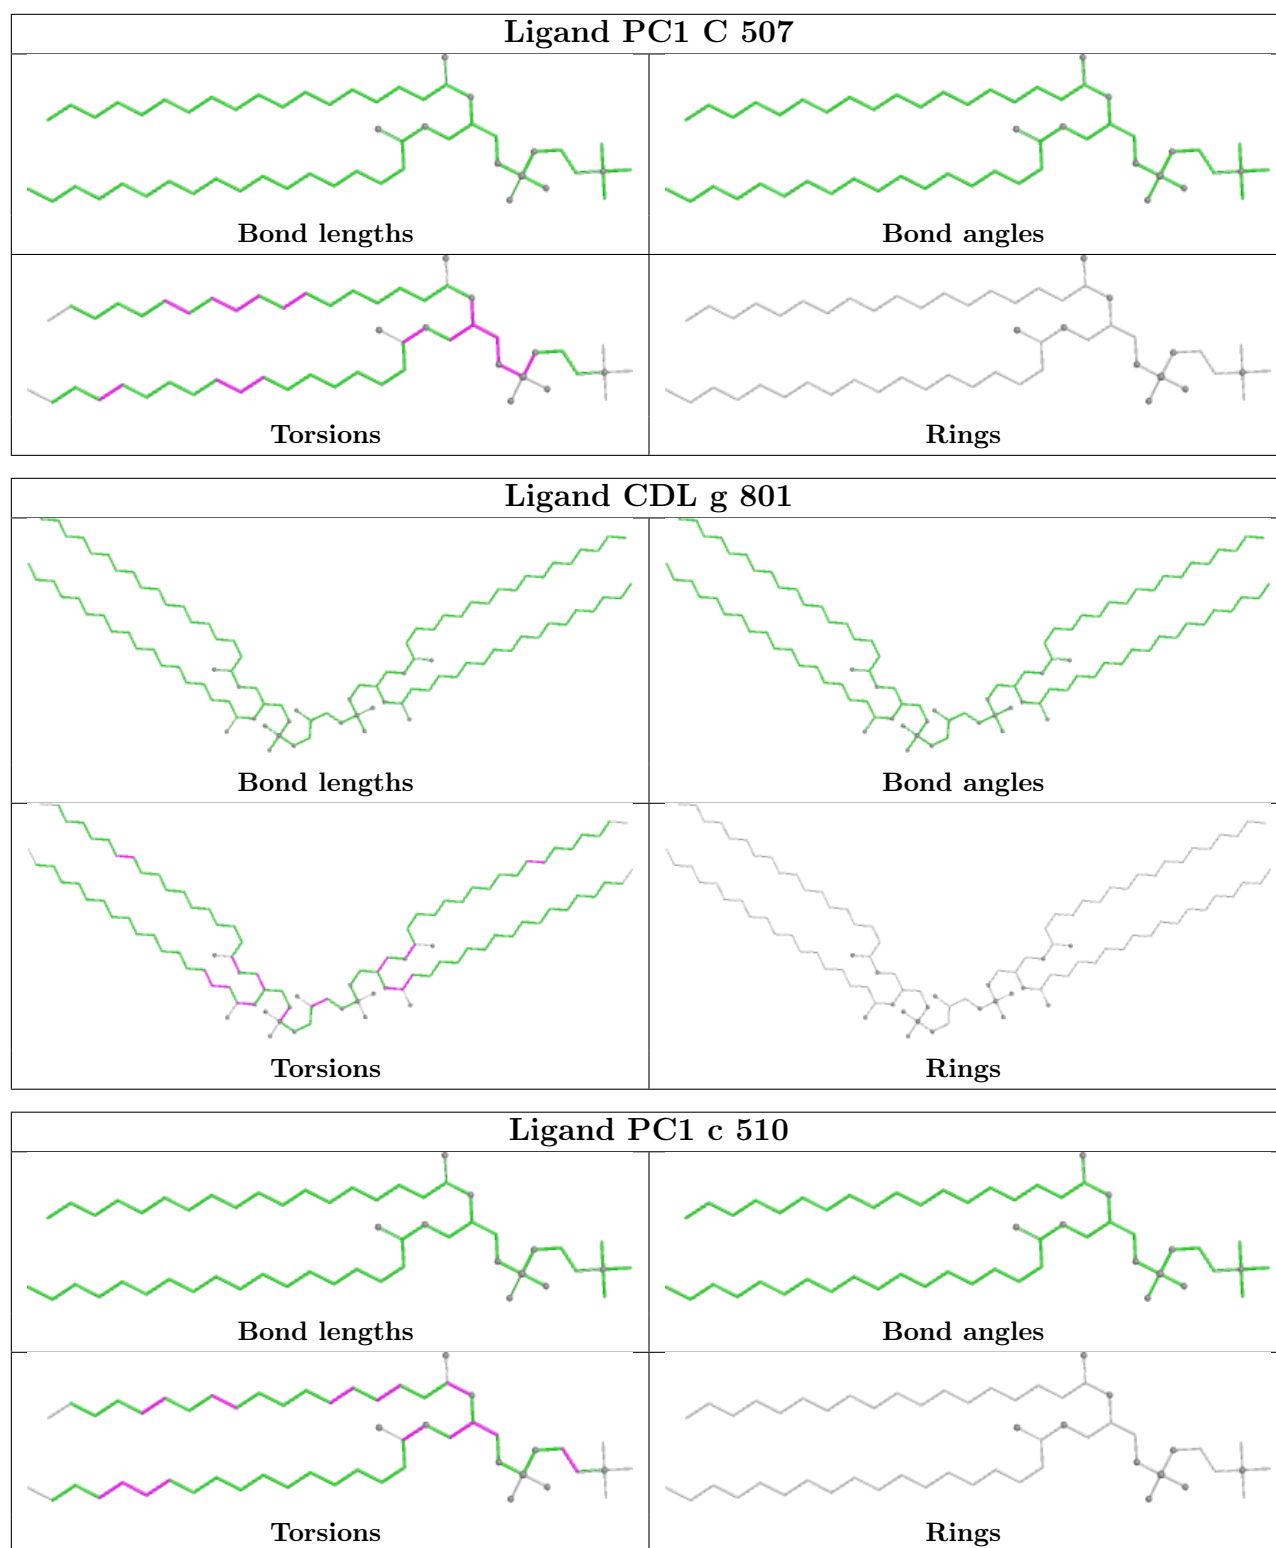 Ligand PC1 C 507
Bond lengths
Bond angles
Torsions
Rings
Ligand CDL g 801
Bond lengths
Bond angles
Torsions
Rings
Ligand PC1 c 510
Bond lengths
Bond angles
Torsions
Rings